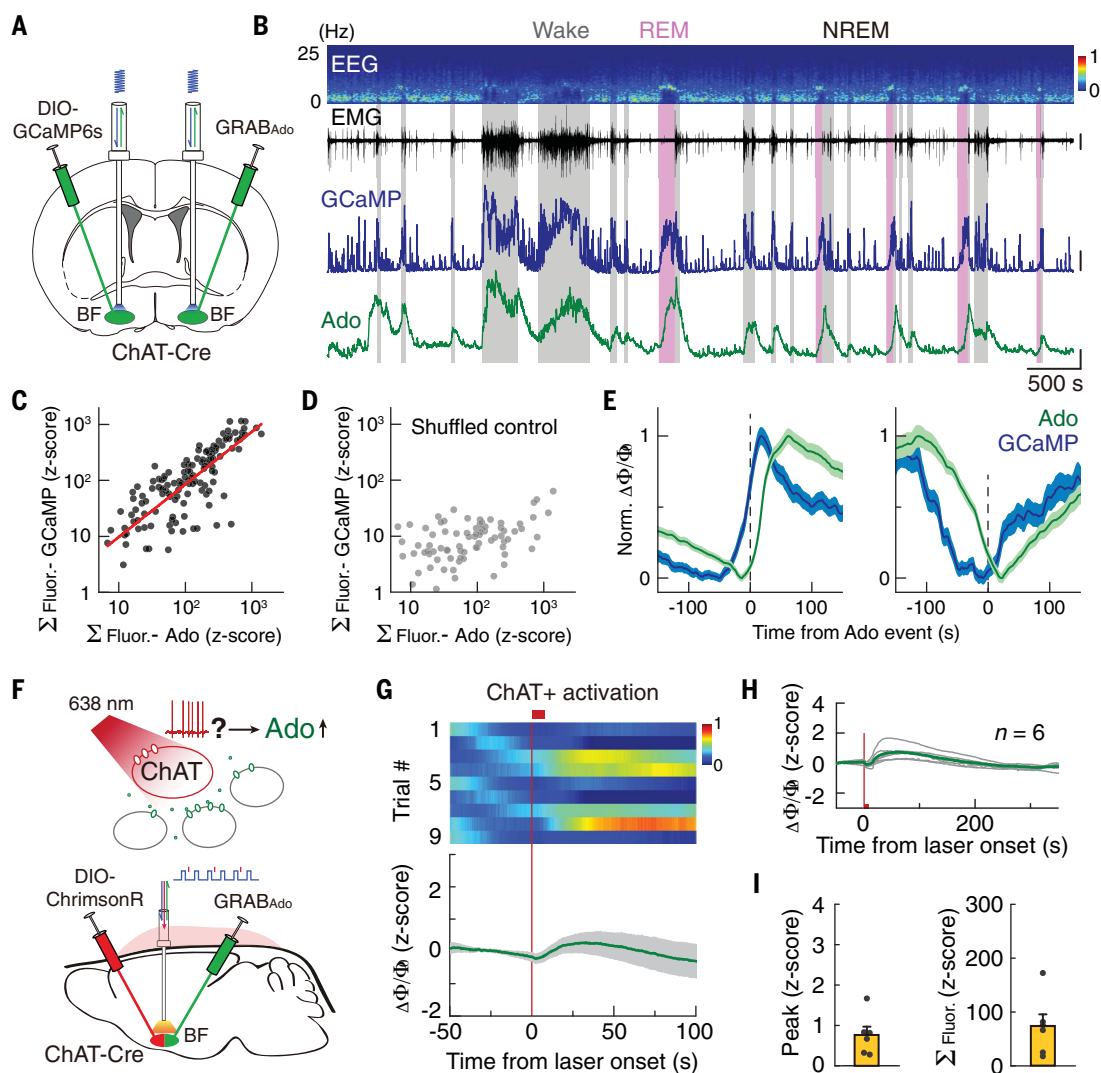 A
DIO-
GCaMP6s
GRABAdo
BF
BF
ChAT-Cre
B
(Hz)
Wake
REM
NREM
25
0
EEG
1
0
EMG
GCaMP
Ado
500 s
C
Σ Fluor.- GCaMP (z-score)
10³
10²
10
1
10
10²
10³
Σ Fluor.- Ado (z-score)
D
Shuffled control
Σ Fluor.- GCaMP (z-score)
10³
10²
10
1
10
10²
10³
Σ Fluor.- Ado (z-score)
E
Ado
GCaMP
Norm. ΔΦ/Φ
1
0
1
0
-100
0
100
-100
0
100
Time from Ado event (s)
F
638 nm
? → Ado ↑
ChAT
DIO-
ChrimsonR
GRABAdo
BF
ChAT-Cre
G
ChAT+ activation
1
5
9
Trial #
1
0
ΔΦ/Φ (z-score)
2
0
-2
-50
0
50
100
Time from laser onset (s)
H
ΔΦ/Φ (z-score)
4
2
0
-2
n = 6
0
200
Time from laser onset (s)
I
Peak (z-score)
4
3
2
1
0
Σ Fluor. (z-score)
300
200
100
0